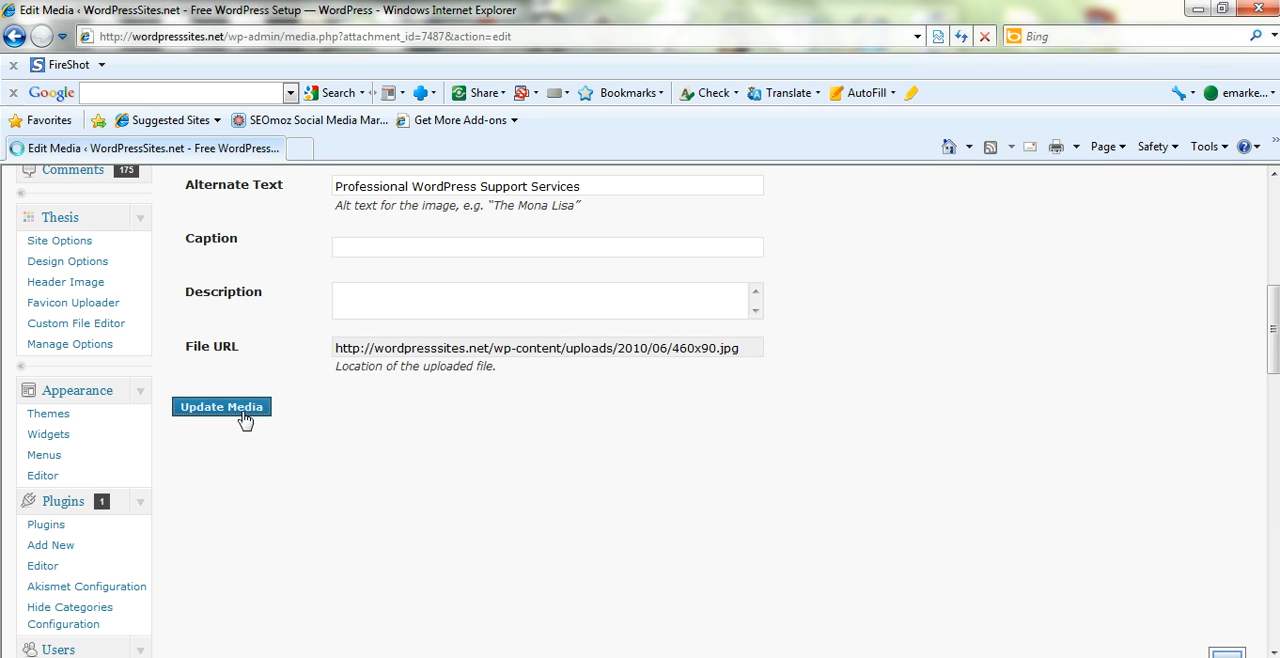 Edit Media ‹ WordPressSites.net - Free WordPress Setup — WordPress - Windows Internet Explorer
http://wordpresssites.net/wp-admin/media.php?attachment_id=7487&action=edit
Bing
x FireShot
x Google Search Share Bookmarks Check Translate AutoFill emarke...
Favorites Suggested Sites SEOmoz Social Media Mar... Get More Add-ons
Edit Media ‹ WordPressSites.net - Free WordPress... Page Safety Tools
Comments 175
Thesis
Site Options
Design Options
Header Image
Favicon Uploader
Custom File Editor
Manage Options
Appearance
Themes
Widgets
Menus
Editor
Plugins 1
Plugins
Add New
Editor
Akismet Configuration
Hide Categories
Configuration
Users
Alternate Text
Professional WordPress Support Services
Alt text for the image, e.g. “The Mona Lisa”
Caption
Description
File URL
http://wordpresssites.net/wp-content/uploads/2010/06/460x90.jpg
Location of the uploaded file.
Update Media